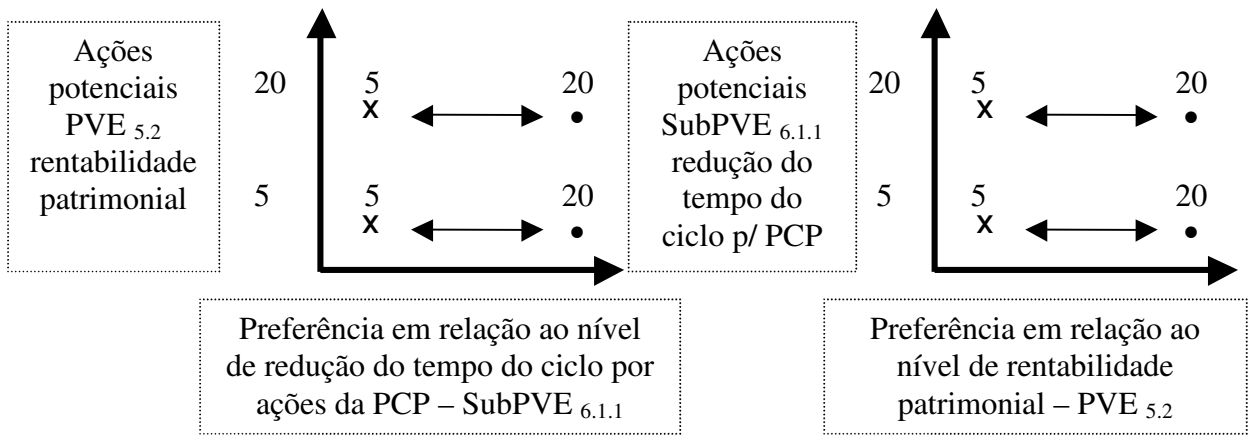 Ações
potenciais
PVE 5.2
rentabilidade
patrimonial
20
5
x
20
•
5
5
x
20
•
Preferência em relação ao nível
de redução do tempo do ciclo por
ações da PCP – SubPVE 6.1.1
Ações
potenciais
SubPVE 6.1.1
redução do
tempo do
ciclo p/ PCP
20
5
x
20
•
5
5
x
20
•
Preferência em relação ao
nível de rentabilidade
patrimonial – PVE 5.2